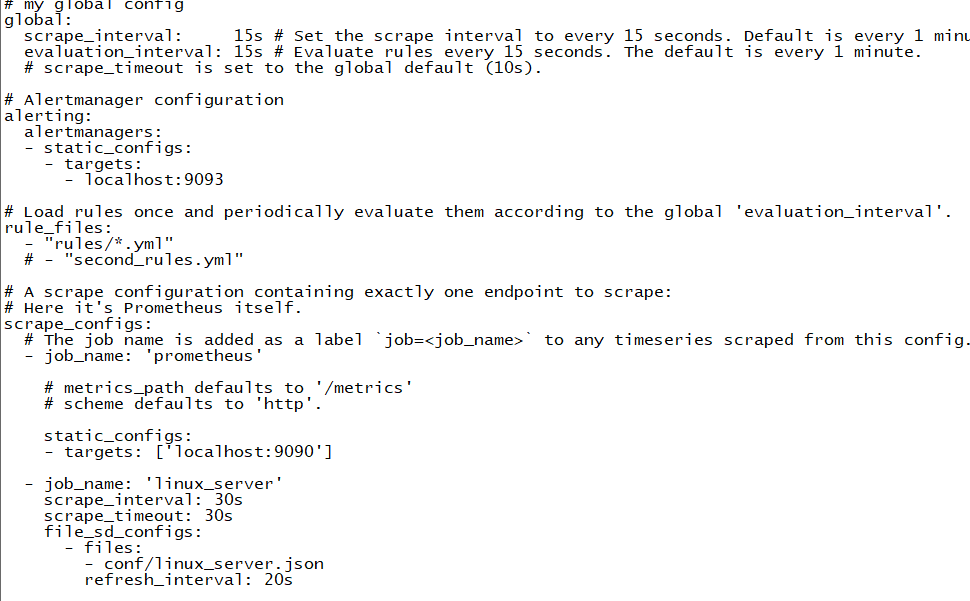 # my global config
global:
  scrape_interval:     15s # Set the scrape interval to every 15 seconds. Default is every 1 minu
  evaluation_interval: 15s # Evaluate rules every 15 seconds. The default is every 1 minute.
  # scrape_timeout is set to the global default (10s).

# Alertmanager configuration
alerting:
  alertmanagers:
  - static_configs:
    - targets:
      - localhost:9093

# Load rules once and periodically evaluate them according to the global 'evaluation_interval'.
rule_files:
  - "rules/*.yml"
  # - "second_rules.yml"

# A scrape configuration containing exactly one endpoint to scrape:
# Here it's Prometheus itself.
scrape_configs:
  # The job name is added as a label `job=<job_name>` to any timeseries scraped from this config.
  - job_name: 'prometheus'

    # metrics_path defaults to '/metrics'
    # scheme defaults to 'http'.

    static_configs:
    - targets: ['localhost:9090']

  - job_name: 'linux_server'
    scrape_interval: 30s
    scrape_timeout: 30s
    file_sd_configs:
      - files:
        - conf/linux_server.json
        refresh_interval: 20s